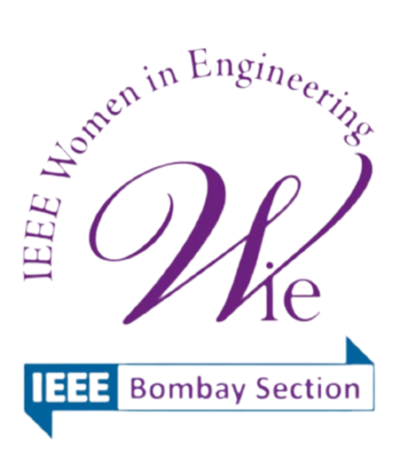 IEEE Women in Engineering
Wie
IEEE Bombay Section